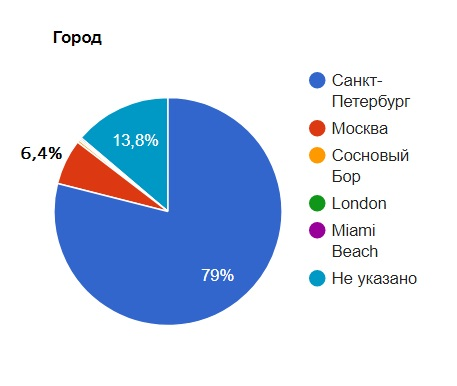 Город
Санкт-
Петербург
Москва
Сосновый
Бор
London
Miami
Beach
Не указано
13,8%
6,4%
79%